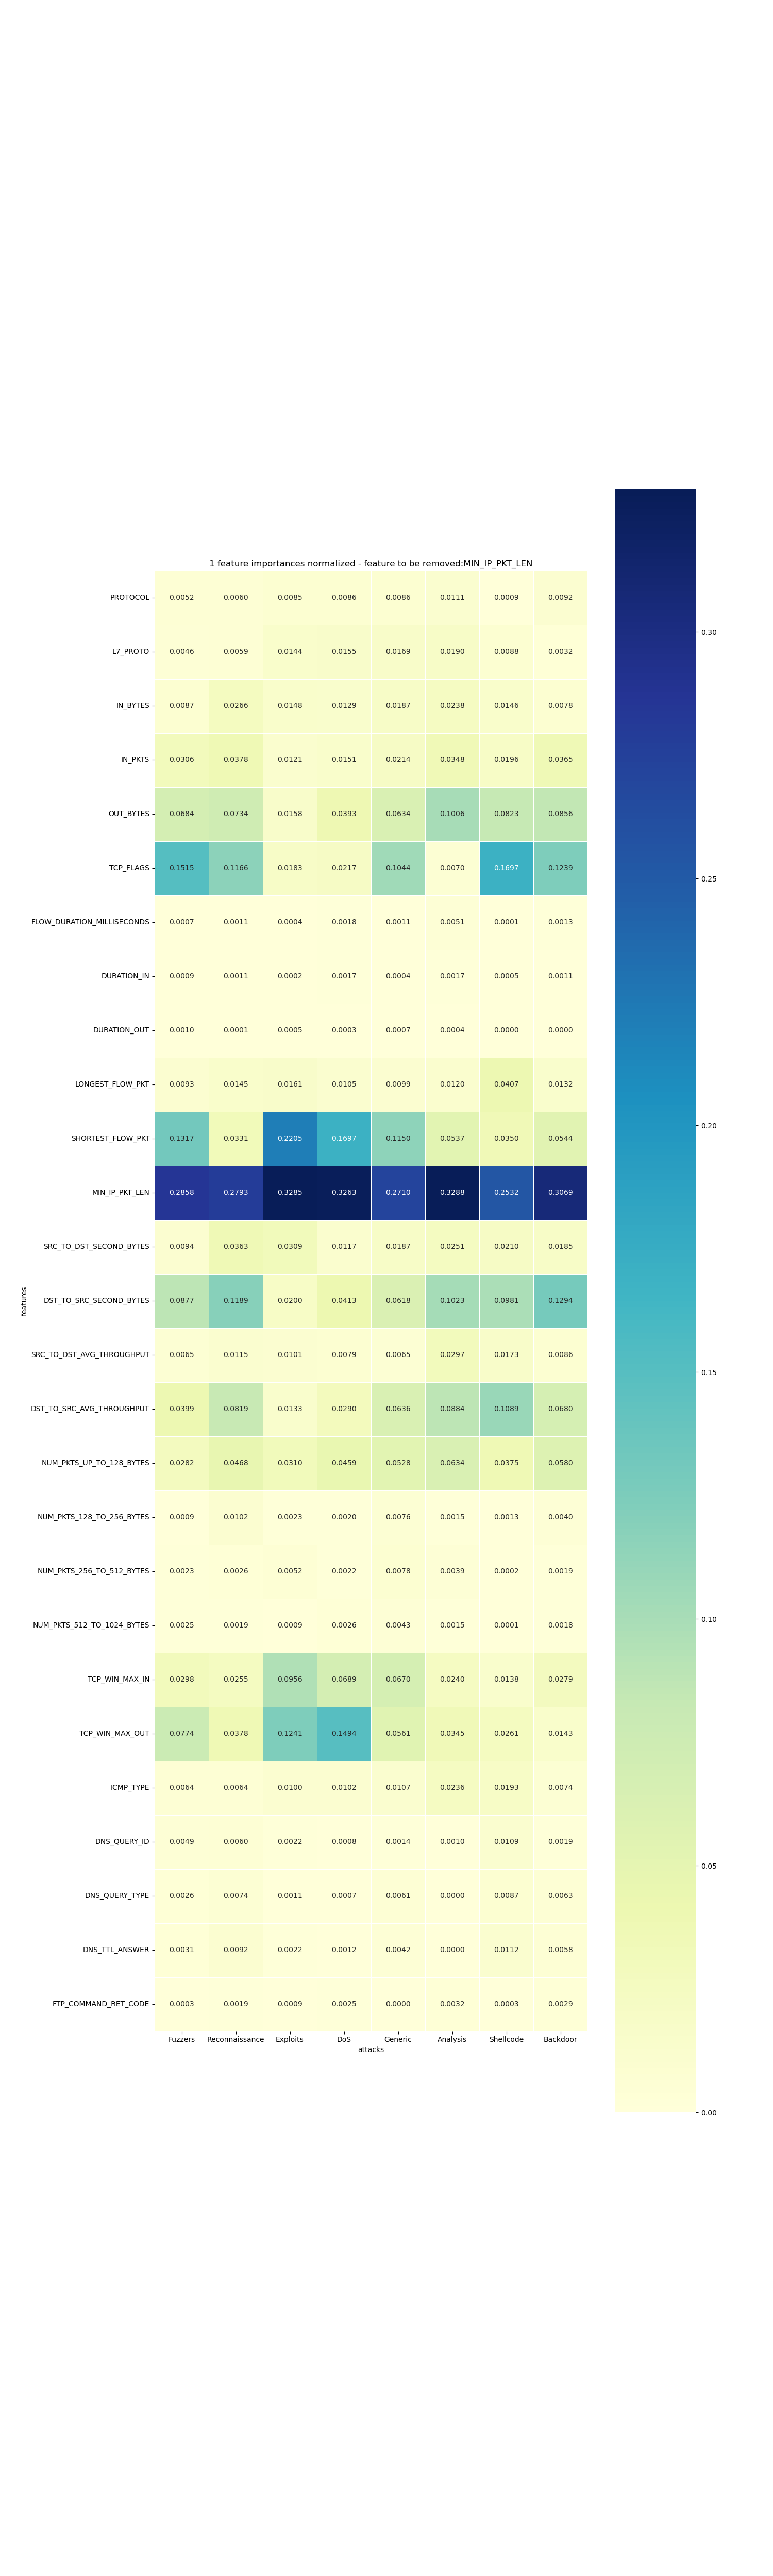 1 feature importances normalized - feature to be removed:MIN_IP_PKT_LEN
features
PROTOCOL 0.0052 0.0060 0.0085 0.0086 0.0086 0.0111 0.0009 0.0092
L7_PROTO 0.0046 0.0059 0.0144 0.0155 0.0169 0.0190 0.0088 0.0032
IN_BYTES 0.0087 0.0266 0.0148 0.0129 0.0187 0.0238 0.0146 0.0078
IN_PKTS 0.0306 0.0378 0.0121 0.0151 0.0214 0.0348 0.0196 0.0365
OUT_BYTES 0.0684 0.0734 0.0158 0.0393 0.0634 0.1006 0.0823 0.0856
TCP_FLAGS 0.1515 0.1166 0.0183 0.0217 0.1044 0.0070 0.1697 0.1239
FLOW_DURATION_MILLISECONDS 0.0007 0.0011 0.0004 0.0018 0.0011 0.0051 0.0001 0.0013
DURATION_IN 0.0009 0.0011 0.0002 0.0017 0.0004 0.0017 0.0005 0.0011
DURATION_OUT 0.0010 0.0001 0.0005 0.0003 0.0007 0.0004 0.0000 0.0000
LONGEST_FLOW_PKT 0.0093 0.0145 0.0161 0.0105 0.0099 0.0120 0.0407 0.0132
SHORTEST_FLOW_PKT 0.1317 0.0331 0.2205 0.1697 0.1150 0.0537 0.0350 0.0544
MIN_IP_PKT_LEN 0.2858 0.2793 0.3285 0.3263 0.2710 0.3288 0.2532 0.3069
SRC_TO_DST_SECOND_BYTES 0.0094 0.0363 0.0309 0.0117 0.0187 0.0251 0.0210 0.0185
DST_TO_SRC_SECOND_BYTES 0.0877 0.1189 0.0200 0.0413 0.0618 0.1023 0.0981 0.1294
SRC_TO_DST_AVG_THROUGHPUT 0.0065 0.0115 0.0101 0.0079 0.0065 0.0297 0.0173 0.0086
DST_TO_SRC_AVG_THROUGHPUT 0.0399 0.0819 0.0133 0.0290 0.0636 0.0884 0.1089 0.0680
NUM_PKTS_UP_TO_128_BYTES 0.0282 0.0468 0.0310 0.0459 0.0528 0.0634 0.0375 0.0580
NUM_PKTS_128_TO_256_BYTES 0.0009 0.0102 0.0023 0.0020 0.0076 0.0015 0.0013 0.0040
NUM_PKTS_256_TO_512_BYTES 0.0023 0.0026 0.0052 0.0022 0.0078 0.0039 0.0002 0.0019
NUM_PKTS_512_TO_1024_BYTES 0.0025 0.0019 0.0009 0.0026 0.0043 0.0015 0.0001 0.0018
TCP_WIN_MAX_IN 0.0298 0.0255 0.0956 0.0689 0.0670 0.0240 0.0138 0.0279
TCP_WIN_MAX_OUT 0.0774 0.0378 0.1241 0.1494 0.0561 0.0345 0.0261 0.0143
ICMP_TYPE 0.0064 0.0064 0.0100 0.0102 0.0107 0.0236 0.0193 0.0074
DNS_QUERY_ID 0.0049 0.0060 0.0022 0.0008 0.0014 0.0010 0.0109 0.0019
DNS_QUERY_TYPE 0.0026 0.0074 0.0011 0.0007 0.0061 0.0000 0.0087 0.0063
DNS_TTL_ANSWER 0.0031 0.0092 0.0022 0.0012 0.0042 0.0000 0.0112 0.0058
FTP_COMMAND_RET_CODE 0.0003 0.0019 0.0009 0.0025 0.0000 0.0032 0.0003 0.0029
Fuzzers Reconnaissance Exploits DoS Generic Analysis Shellcode Backdoor
attacks
0.30
0.25
0.20
0.15
0.10
0.05
0.00